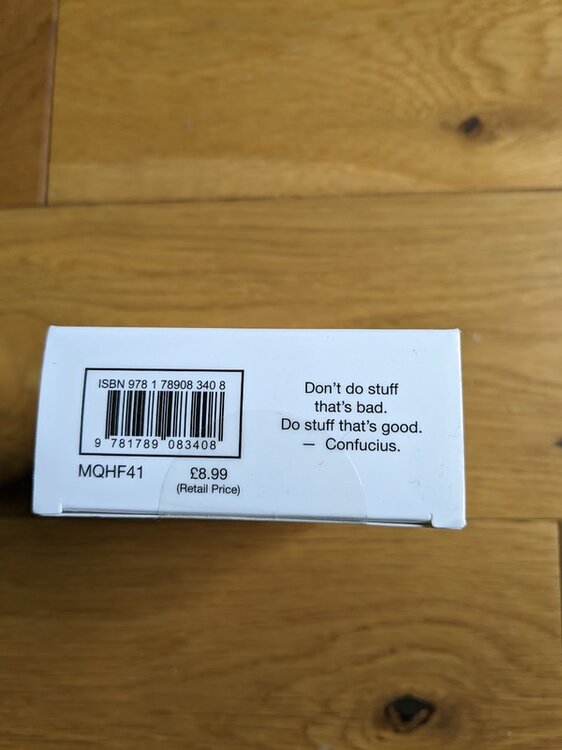 ISBN 978 1 78908 340 8
9 781789 083408
MQHF41
£8.99
(Retail Price)
Don't do stuff
that's bad.
Do stuff that's good.
— Confucius.